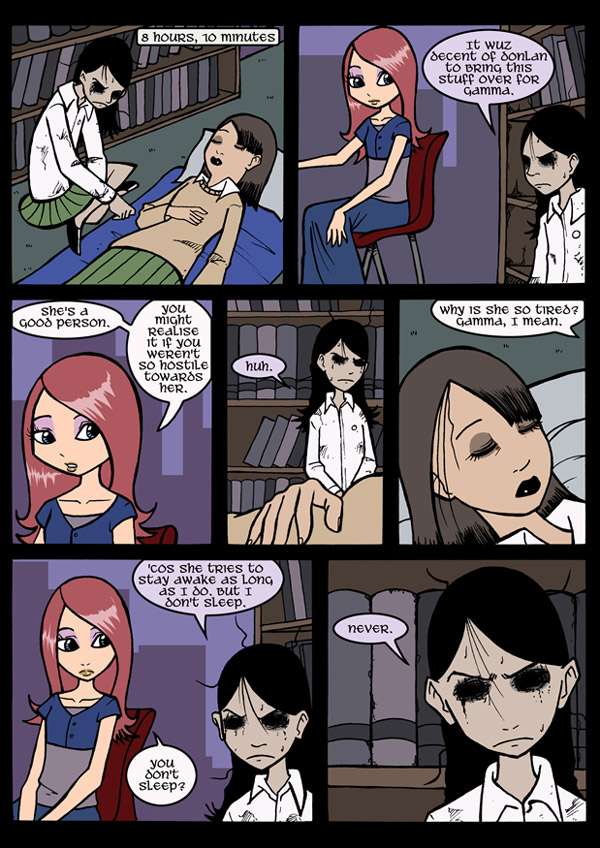 8 HOURS, 10 MINUTES
IT WUZ
DECENT OF DONLAN
TO BRING THIS
STUFF OVER FOR
GAMMA.
SHE'S A
GOOD PERSON.
YOU
MIGHT
REALISE
IT IF YOU
WEREN'T
SO HOSTILE
TOWARDS
HER.
HUH.
WHY IS SHE SO TIRED?
GAMMA, I MEAN.
'COS SHE TRIES TO
STAY AWAKE AS LONG
AS I DO. BUT I
DON'T SLEEP.
YOU
DON'T
SLEEP?
NEVER.